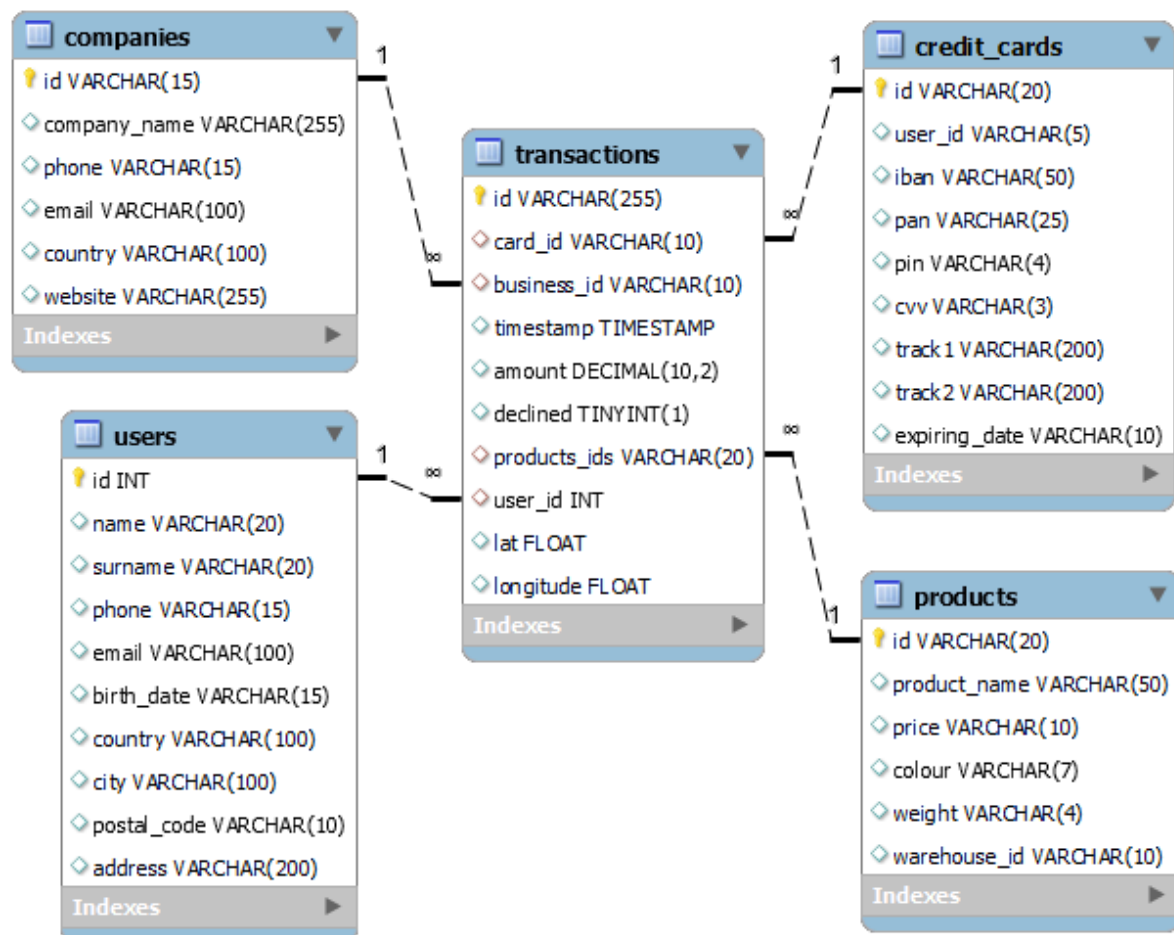 companies
id VARCHAR(15)
company_name VARCHAR(255)
phone VARCHAR(15)
email VARCHAR(100)
country VARCHAR(100)
website VARCHAR(255)
Indexes
1
∞
users
id INT
name VARCHAR(20)
surname VARCHAR(20)
phone VARCHAR(15)
email VARCHAR(100)
birth_date VARCHAR(15)
country VARCHAR(100)
city VARCHAR(100)
postal_code VARCHAR(10)
address VARCHAR(200)
Indexes
1
∞
transactions
id VARCHAR(255)
card_id VARCHAR(10)
business_id VARCHAR(10)
timestamp TIMESTAMP
amount DECIMAL(10,2)
declined TINYINT(1)
products_ids VARCHAR(20)
user_id INT
lat FLOAT
longitude FLOAT
Indexes
1
∞
credit_cards
id VARCHAR(20)
user_id VARCHAR(5)
iban VARCHAR(50)
pan VARCHAR(25)
pin VARCHAR(4)
cvv VARCHAR(3)
track1 VARCHAR(200)
track2 VARCHAR(200)
expiring_date VARCHAR(10)
Indexes
∞
1
products
id VARCHAR(20)
product_name VARCHAR(50)
price VARCHAR(10)
colour VARCHAR(7)
weight VARCHAR(4)
warehouse_id VARCHAR(10)
Indexes